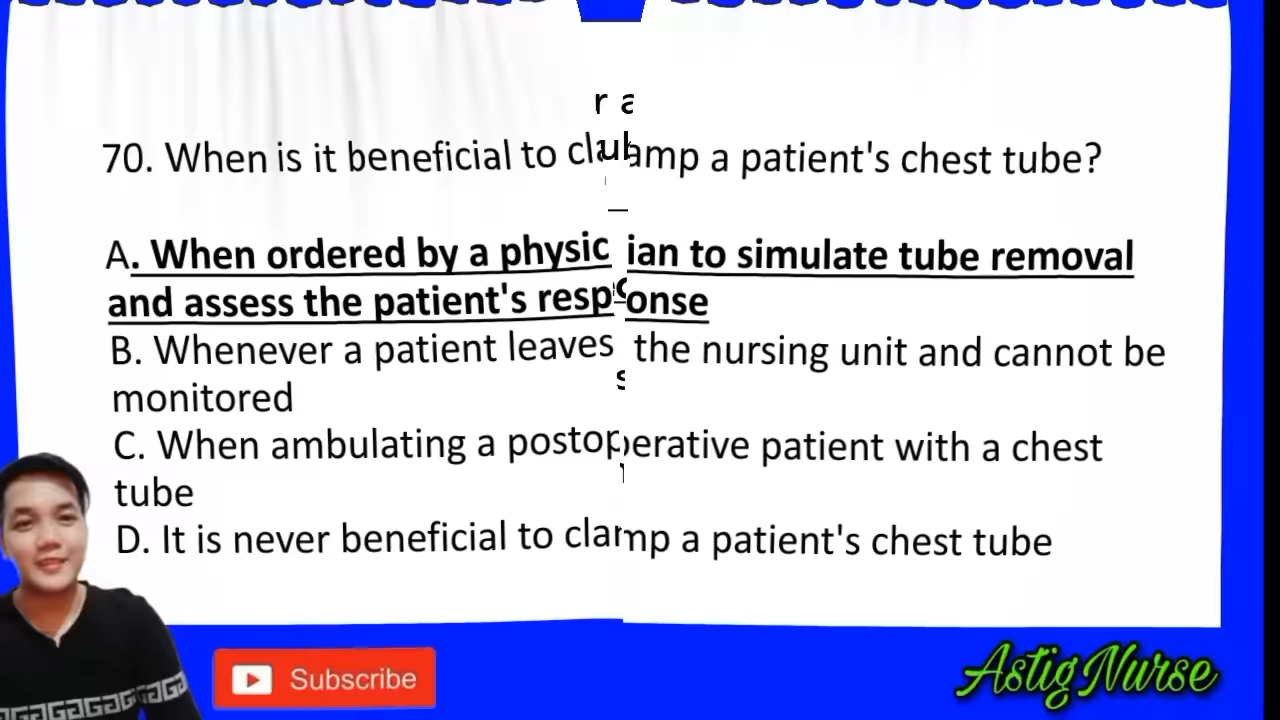 70. When is it beneficial to clamp a patient's chest tube?
A. When ordered by a physician to simulate tube removal
and assess the patient's response
B. Whenever a patient leaves the nursing unit and cannot be
monitored
C. When ambulating a postoperative patient with a chest
tube
D. It is never beneficial to clamp a patient's chest tube
Subscribe
Astig Nurse